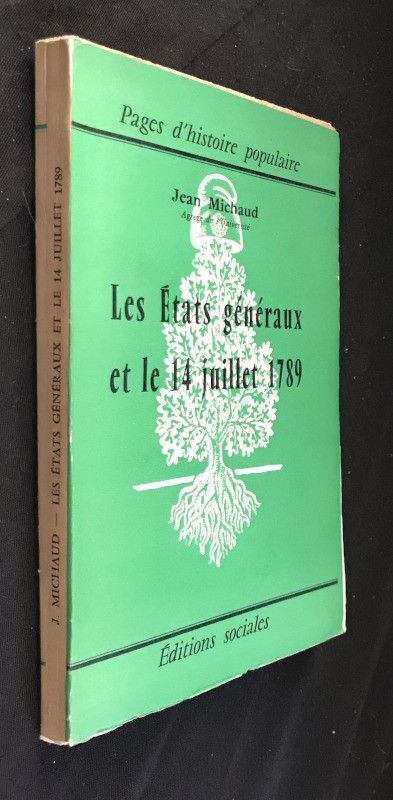 Pages d'histoire populaire
Jean Michaud
Agrégé de l'Université
Les États généraux
et le 14 juillet 1789
Éditions sociales
J. MICHAUD — LES ÉTATS GÉNÉRAUX ET LE 14 JUILLET 1789